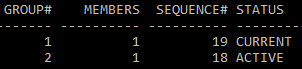 GROUP# MEMBERS SEQUENCE# STATUS
------- ---------- ---------- --------
1 1 19 CURRENT
2 1 18 ACTIVE